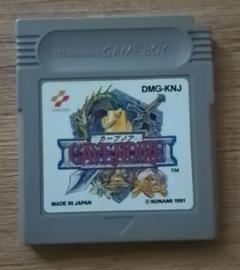 Nintendo GAME BOY
DMG-KNJ
KONAMI
カーブノア
CAVE NOIRE
TM
MADE IN JAPAN
© KONAMI 1991